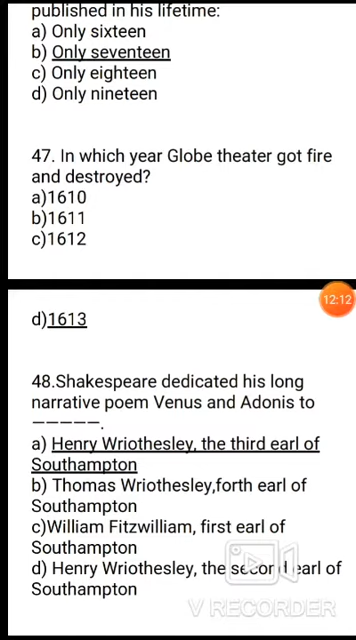 published in his lifetime:
a) Only sixteen
b) Only seventeen
c) Only eighteen
d) Only nineteen
47. In which year Globe theater got fire
and destroyed?
a)1610
b)1611
c)1612
12:12
d)1613
48.Shakespeare dedicated his long
narrative poem Venus and Adonis to
—————.
a) Henry Wriothesley, the third earl of
Southampton
b) Thomas Wriothesley,forth earl of
Southampton
c)William Fitzwilliam, first earl of
Southampton
d) Henry Wriothesley, the second earl of
Southampton
V RECORDER